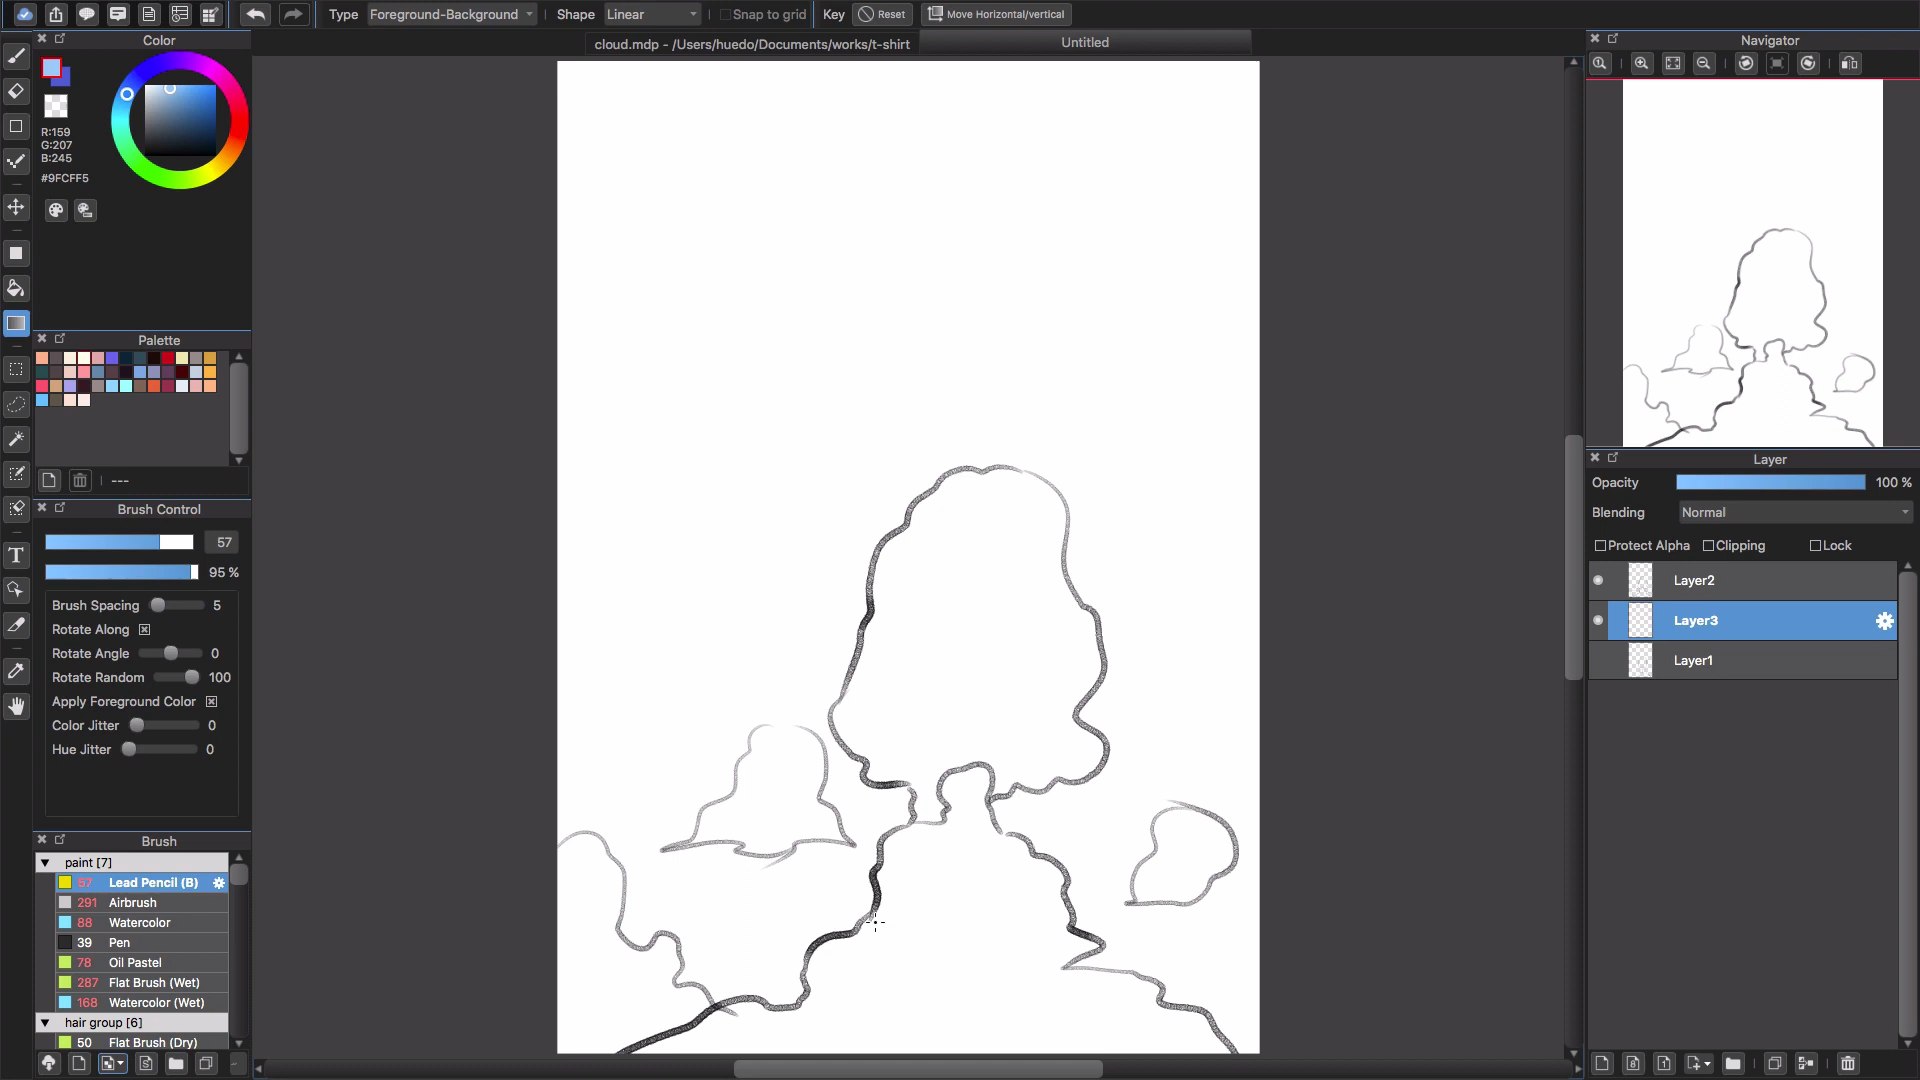 Type Foreground-Background Shape Linear Snap to grid Key Reset Move Horizontal/vertical
cloud.mdp - /Users/huedo/Documents/works/t-shirt
Untitled
Color
R:159
G:207
B:245
#9FCFF5
Palette
---
Brush Control
57
95 %
Brush Spacing 5
Rotate Along
Rotate Angle 0
Rotate Random 100
Apply Foreground Color
Color Jitter 0
Hue Jitter 0
Brush
paint [7]
57 Lead Pencil (B)
291 Airbrush
88 Watercolor
39 Pen
78 Oil Pastel
287 Flat Brush (Wet)
168 Watercolor (Wet)
hair group [6]
50 Flat Brush (Dry)
Navigator
Layer
Opacity 100 %
Blending Normal
Protect Alpha Clipping Lock
Layer2
Layer3
Layer1